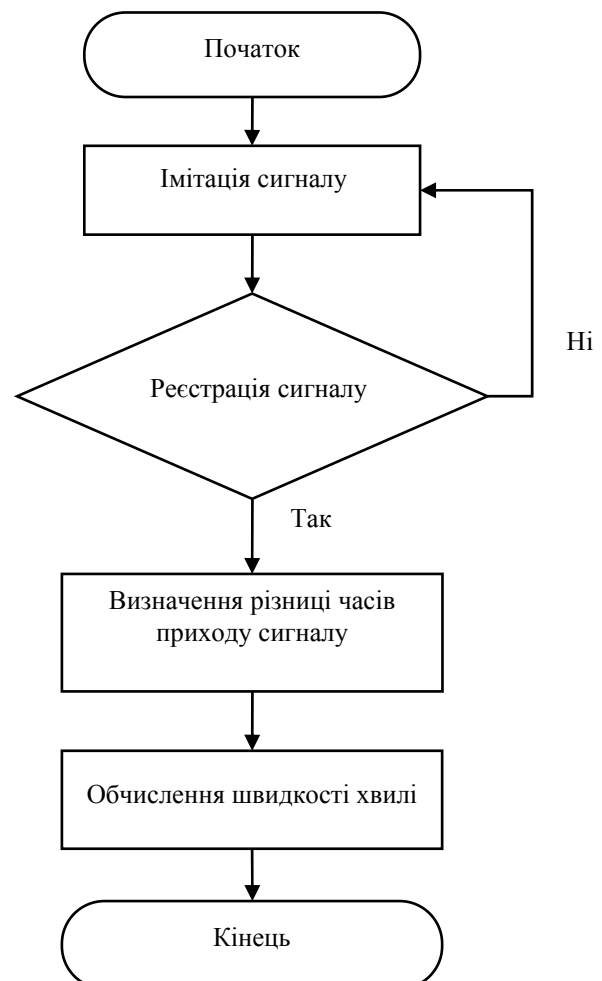 Початок
Імітація сигналу
Ні
Реєстрація сигналу
Так
Визначення різниці часів
приходу сигналу
Обчислення швидкості хвилі
Кінець